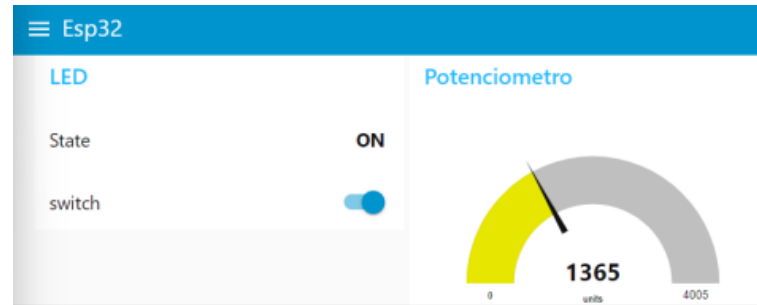 Esp32
LED
State ON
switch
Potenciometro
1365
0 units 4005